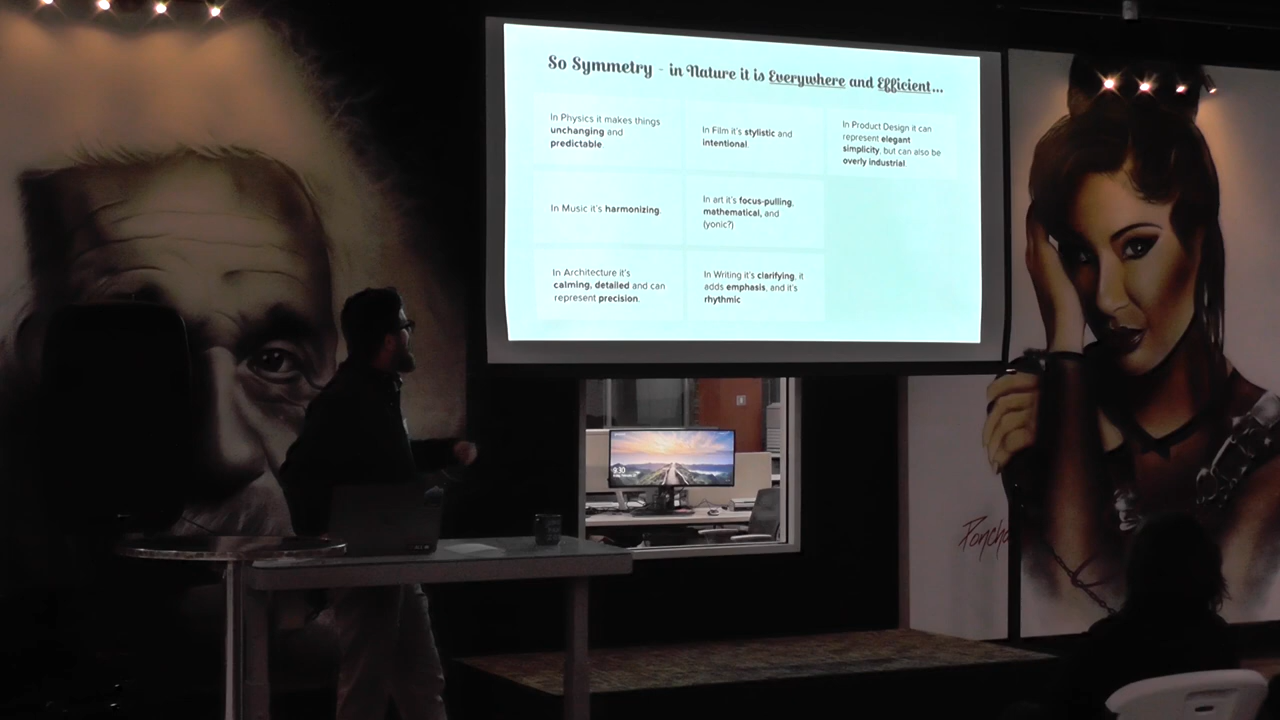 So Symmetry - in Nature it is Everywhere and Efficient...
In Physics it makes things
unchanging and
predictable.
In Film it's stylistic and
intentional.
In Product Design it can
represent elegant
simplicity, but can also be
overly industrial.
In Music it's harmonizing.
In art it's focus-pulling,
mathematical, and
(yonic?)
In Architecture it's
calming, detailed and can
represent precision.
In Writing it's clarifying, it
adds emphasis, and it's
rhythmic
9:30
Poncho